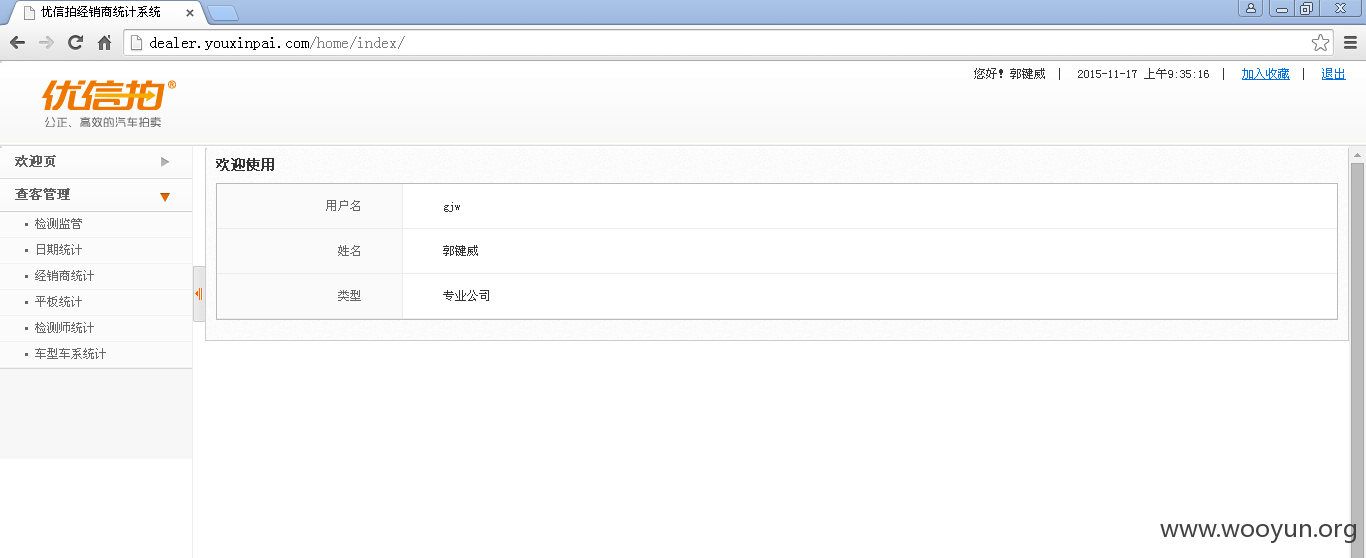 优信拍经销商统计系统
dealer.youxinpai.com/home/index/
您好! 郭键威 | 2015-11-17 上午9:35:16 | 加入收藏 | 退出
优信拍®
公正、高效的汽车拍卖
欢迎页
查客管理
检测监管
日期统计
经销商统计
平板统计
检测师统计
车型车系统计
欢迎使用
用户名 gjw
姓名 郭键威
类型 专业公司
www.wooyun.org